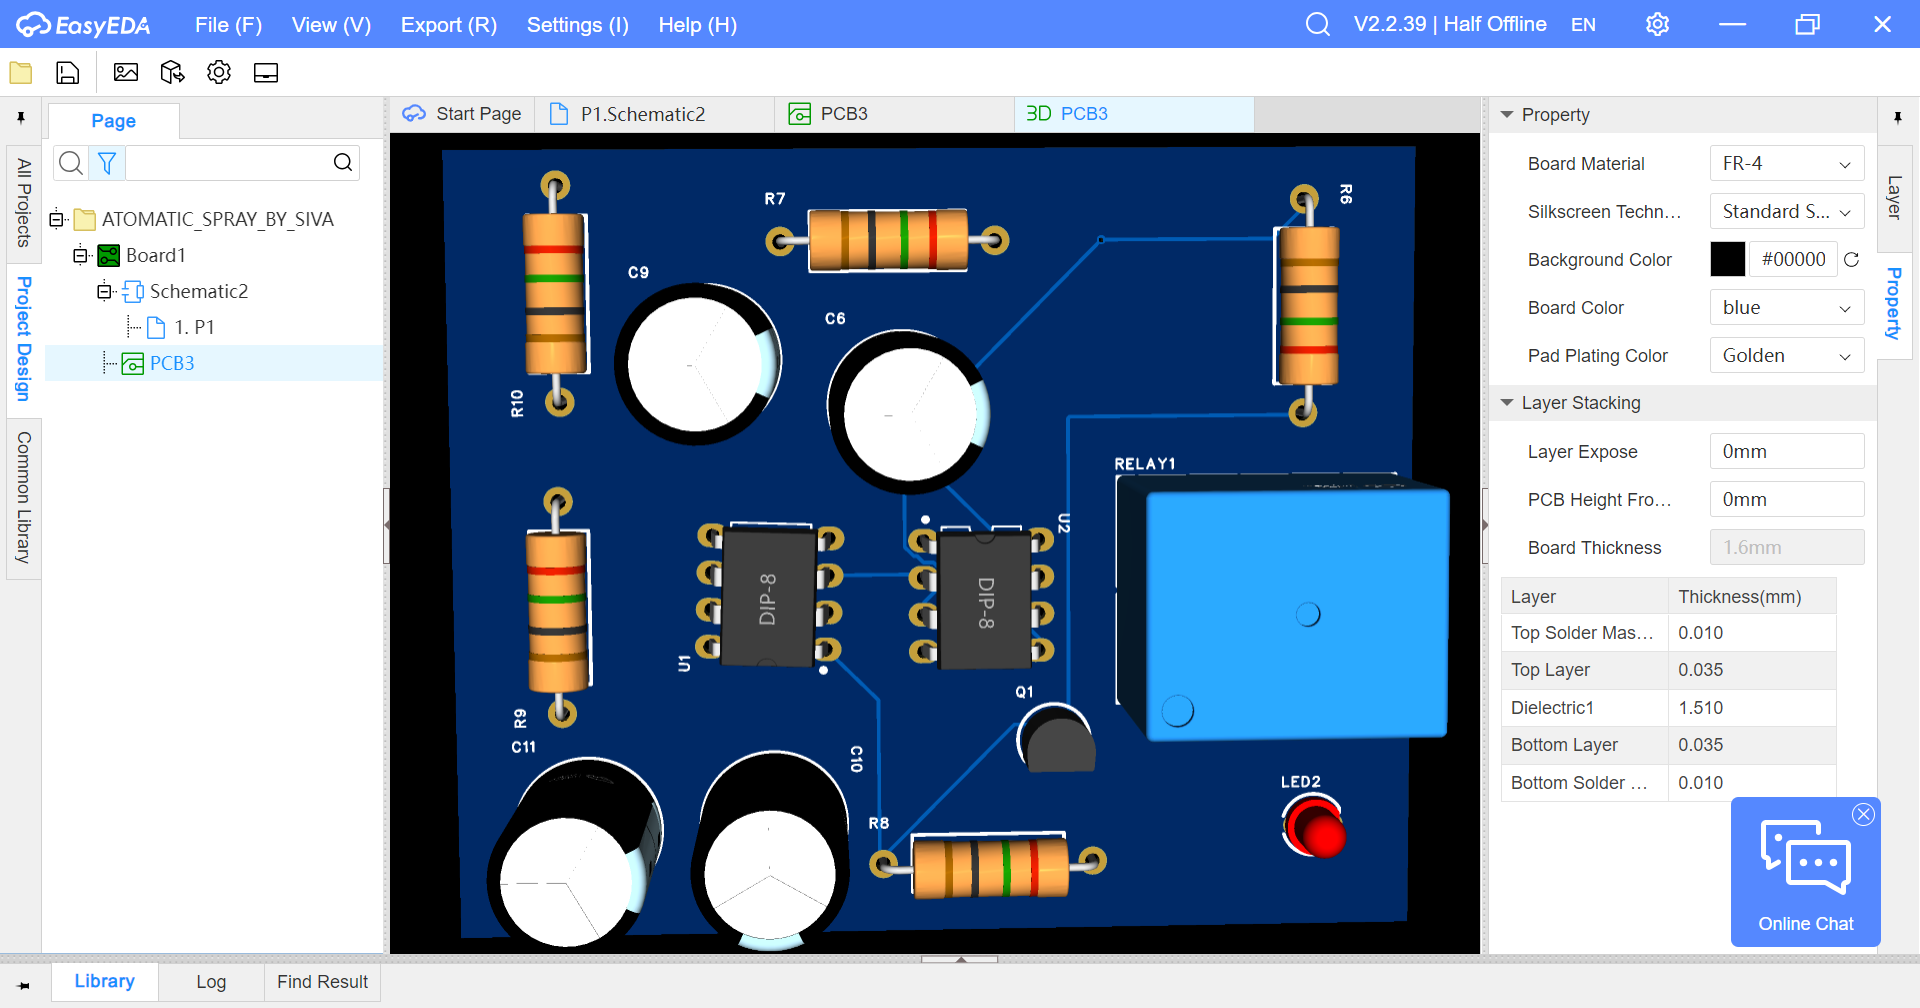 EasyEDA File (F) View (V) Export (R) Settings (I) Help (H) V2.2.39 | Half Offline EN
Page
Start Page P1.Schematic2 PCB3 3D PCB3
All Projects
Project Design
Common Library
ATOMATIC_SPRAY_BY_SIVA
Board1
Schematic2
1. P1
PCB3
R7
R6
C9
C6
R10
RELAY1
U2
DIP-8
DIP-8
U1
Q1
R9
C11
C10
LED2
R8
Property
Board Material FR-4
Silkscreen Techn... Standard S...
Background Color #00000
Board Color blue
Pad Plating Color Golden
Layer Stacking
Layer Expose 0mm
PCB Height Fro... 0mm
Board Thickness 1.6mm
Layer Thickness(mm)
Top Solder Mas... 0.010
Top Layer 0.035
Dielectric1 1.510
Bottom Layer 0.035
Bottom Solder ... 0.010
Layer
Property
Online Chat
Library Log Find Result